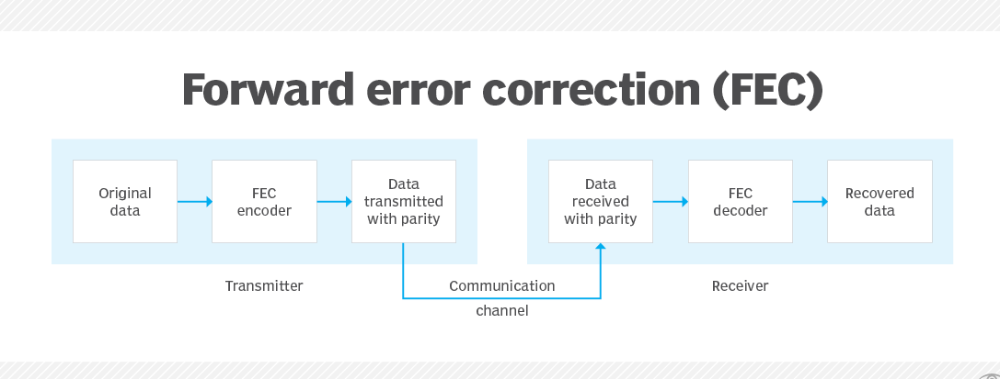 Forward error correction (FEC)
Original
data
FEC
encoder
Data
transmitted
with parity
Data
received
with parity
FEC
decoder
Recovered
data
Transmitter
Communication
channel
Receiver